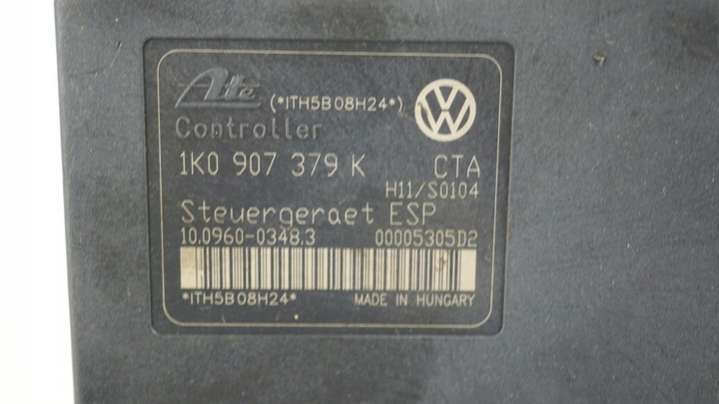 Ate (*ITH5B08H24*) VW
Controller
1K0 907 379 K CTA
H11/S0104
Steuergeraet ESP
10.0960-0348.3 00005305D2
*ITH5B08H24* MADE IN HUNGARY